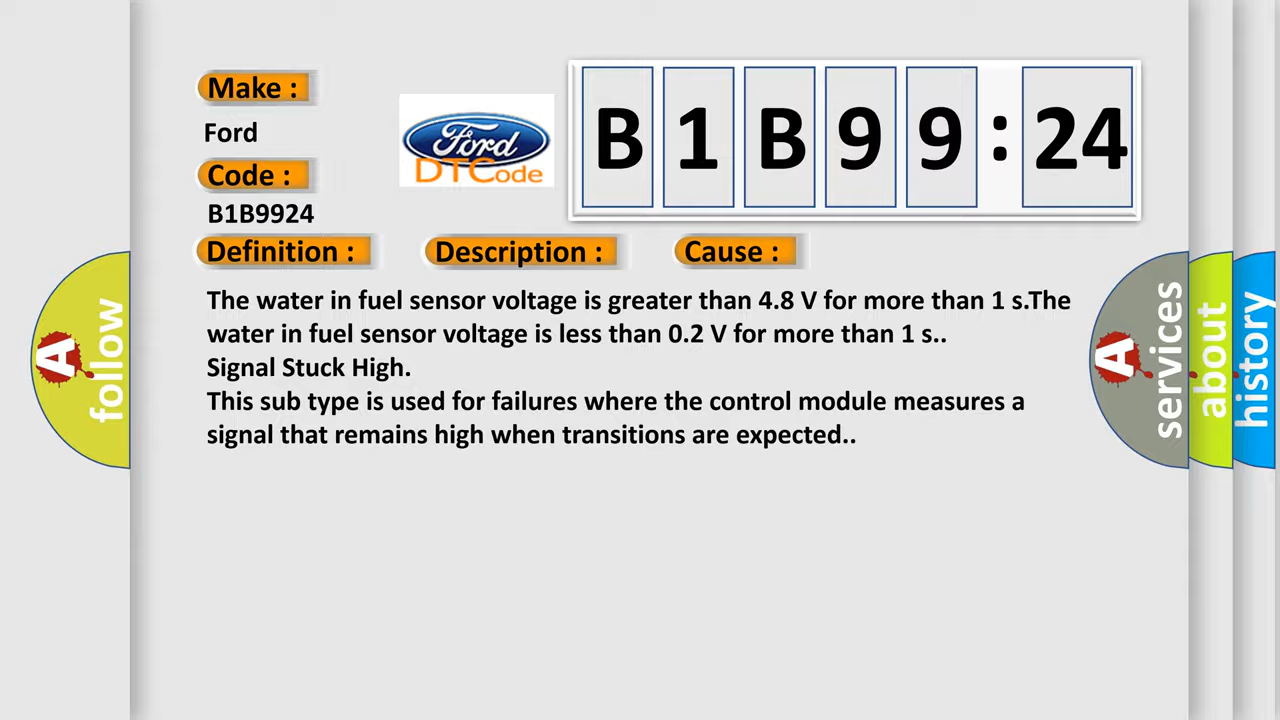 Make :
Ford
Code :
B1B9924
Ford
DTCode
B1B99:24
Definition :
Description :
Cause :
The water in fuel sensor voltage is greater than 4.8 V for more than 1 s.The
water in fuel sensor voltage is less than 0.2 V for more than 1 s..
Signal Stuck High.
This sub type is used for failures where the control module measures a
signal that remains high when transitions are expected..
A
follow
A
services
about
history